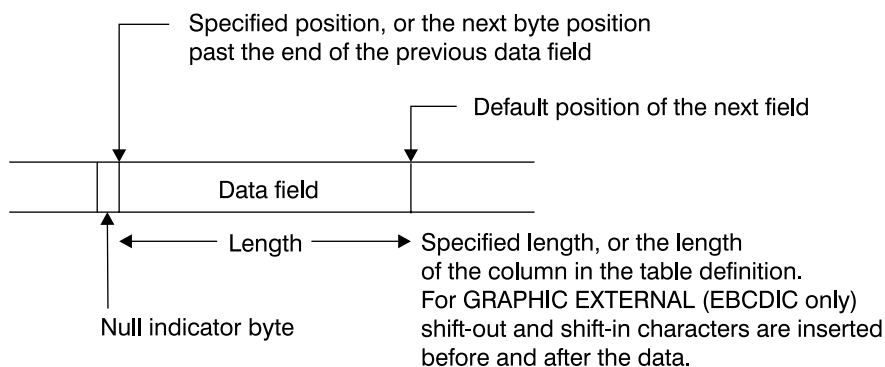 Specified position, or the next byte position
past the end of the previous data field
Default position of the next field
Data field
Length
Specified length, or the length
of the column in the table definition.
For GRAPHIC EXTERNAL (EBCDIC only)
shift-out and shift-in characters are inserted
before and after the data.
Null indicator byte